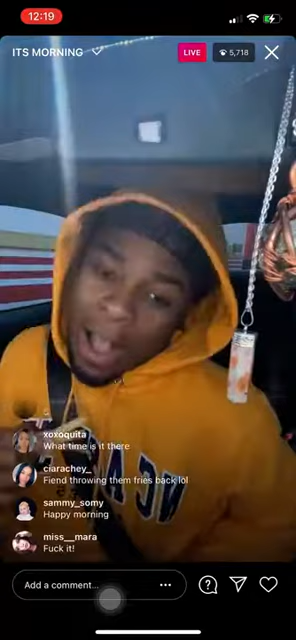 12:19
ITS MORNING
LIVE
5,718
xoxoquita
What time is it there
ciarachey_
Fiend throwing them fries back lol
sammy_somy
Happy morning
miss__mara
Fuck it!
Add a comment...